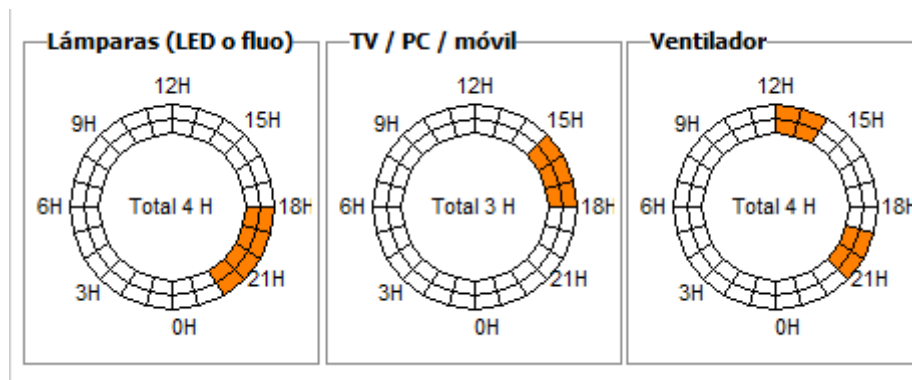 Lámparas (LED o fluo)
12H
9H
15H
6H
Total 4 H
18H
3H
21H
0H
TV / PC / móvil
12H
9H
15H
6H
Total 3 H
18H
3H
21H
0H
Ventilador
12H
9H
15H
6H
Total 4 H
18H
3H
21H
0H